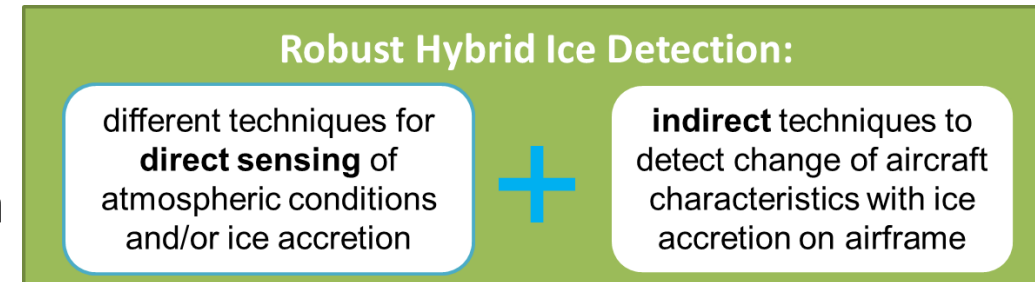 Robust Hybrid Ice Detection:
different techniques for
direct sensing of
atmospheric conditions
and/or ice accretion
+
indirect techniques to
detect change of aircraft
characteristics with ice
accretion on airframe